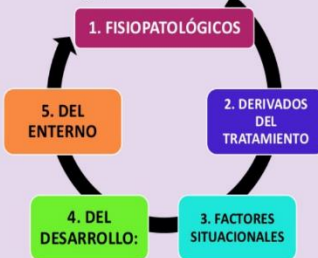 1. FISIOPATOLÓGICOS
2. DERIVADOS
DEL
TRATAMIENTO
3. FACTORES
SITUACIONALES
4. DEL
DESARROLLO:
5. DEL
ENTERNO